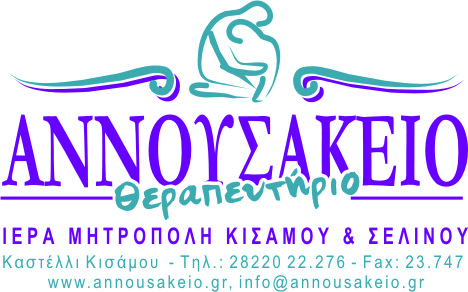 ΑΝΝΟΥΣΑΚΕΙΟ
Θεραπευτήριο
ΙΕΡΑ ΜΗΤΡΟΠΟΛΗ ΚΙΣΑΜΟΥ & ΣΕΛΙΝΟΥ
Καστέλλι Κισάμου - Τηλ.: 28220 22.276 - Fax: 23.747
www.annousakeio.gr, info@annousakeio.gr